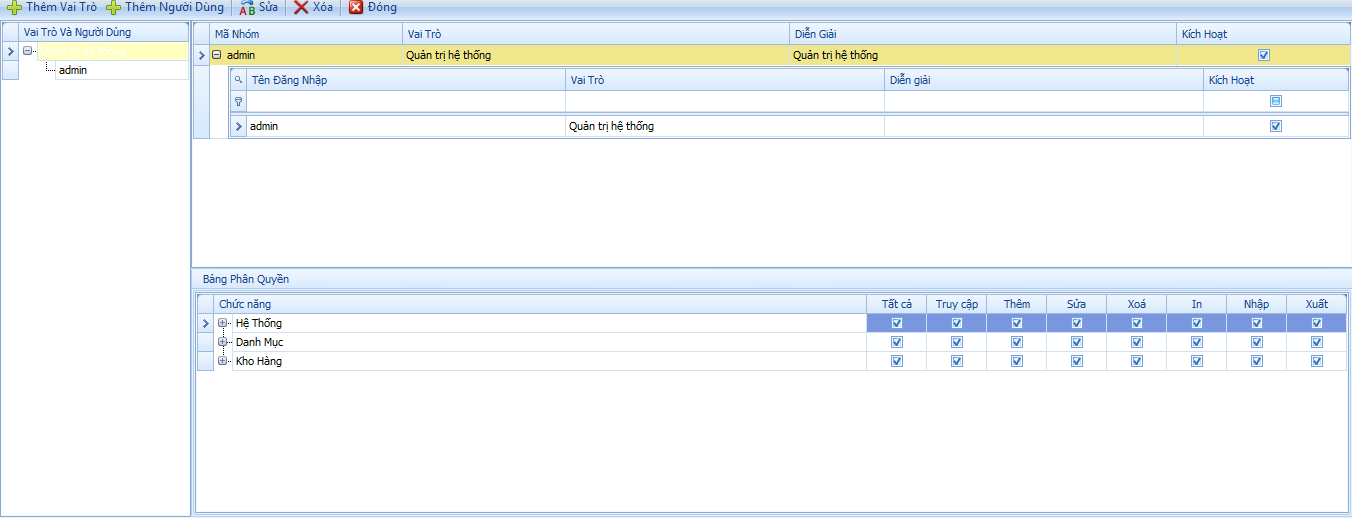 Thêm Vai Trò Thêm Người Dùng Sửa Xóa Đóng
Vai Trò Và Người Dùng
admin
Mã Nhóm Vai Trò Diễn Giải Kích Hoạt
admin Quản trị hệ thống Quản trị hệ thống
Tên Đăng Nhập Vai Trò Diễn giải Kích Hoạt
admin Quản trị hệ thống
Bảng Phân Quyền
Chức năng Tất cả Truy cập Thêm Sửa Xoá In Nhập Xuất
Hệ Thống
Danh Mục
Kho Hàng